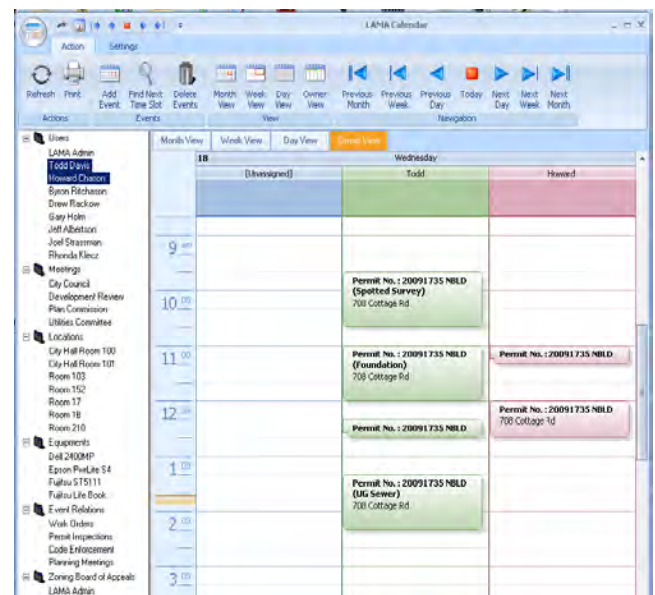 LAMA Calendar
Action Settings
Refresh Print Add Event Find Next Time Slot Delete Events Month View Week View Day View Owner View Previous Month Previous Week Previous Day Today Next Day Next Week Next Month
Actions Events View Navigation
Users
LAMA Admin
Todd Davis
Howard Chason
Byron Ritchason
Drew Rackow
Gary Holm
Jeff Albertson
Joel Strassman
Rhonda Klecz
Meetings
City Council
Development Review
Plan Commission
Utilities Committee
Locations
City Hall Room 100
City Hall Room 101
Room 103
Room 152
Room 17
Room 18
Room 210
Equipments
Dell 2400MP
Epson PwrLite S4
Fujitsu ST5111
Fujitsu Life Book
Event Relations
Work Orders
Permit Inspections
Code Enforcement
Planning Meetings
Zoning Board of Appeals
LAMA Admin
Month View Week View Day View Owner View
18 Wednesday
[Unassigned] Todd Howard
9 am
Permit No. : 20091735 NBLD
(Spotted Survey)
708 Cottage Rd
10 00
11 00
Permit No. : 20091735 NBLD
(Foundation)
708 Cottage Rd
Permit No. : 20091735 NBLD
12
Permit No. : 20091735 NBLD
Permit No. : 20091735 NBLD
708 Cottage Rd
1 00
Permit No. : 20091735 NBLD
(UG Sewer)
708 Cottage Rd
2 00
3 00